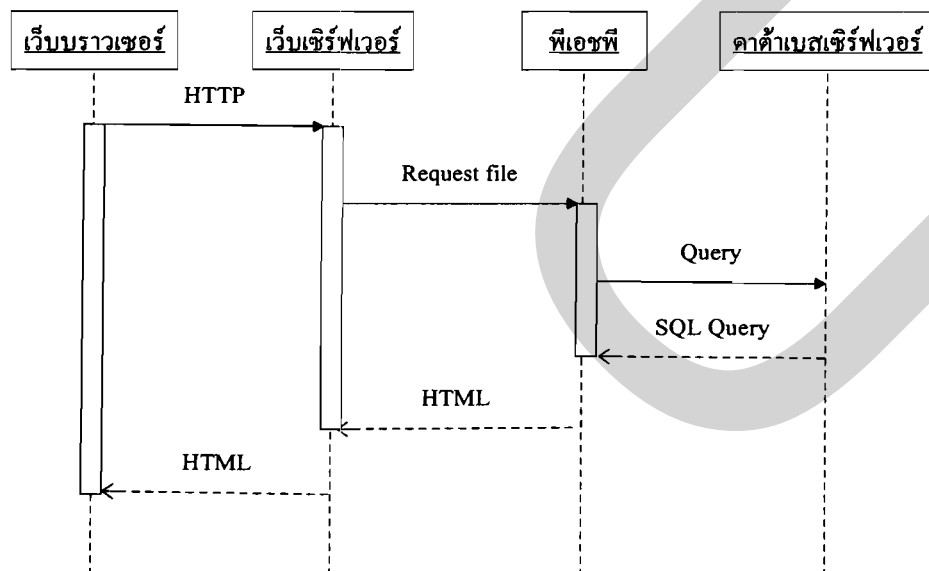 เว็บบราวเซอร์
เว็บเซิร์ฟเวอร์
พีเอชพี
ดาต้าเบสเซิร์ฟเวอร์
HTTP
Request file
Query
SQL Query
HTML
HTML